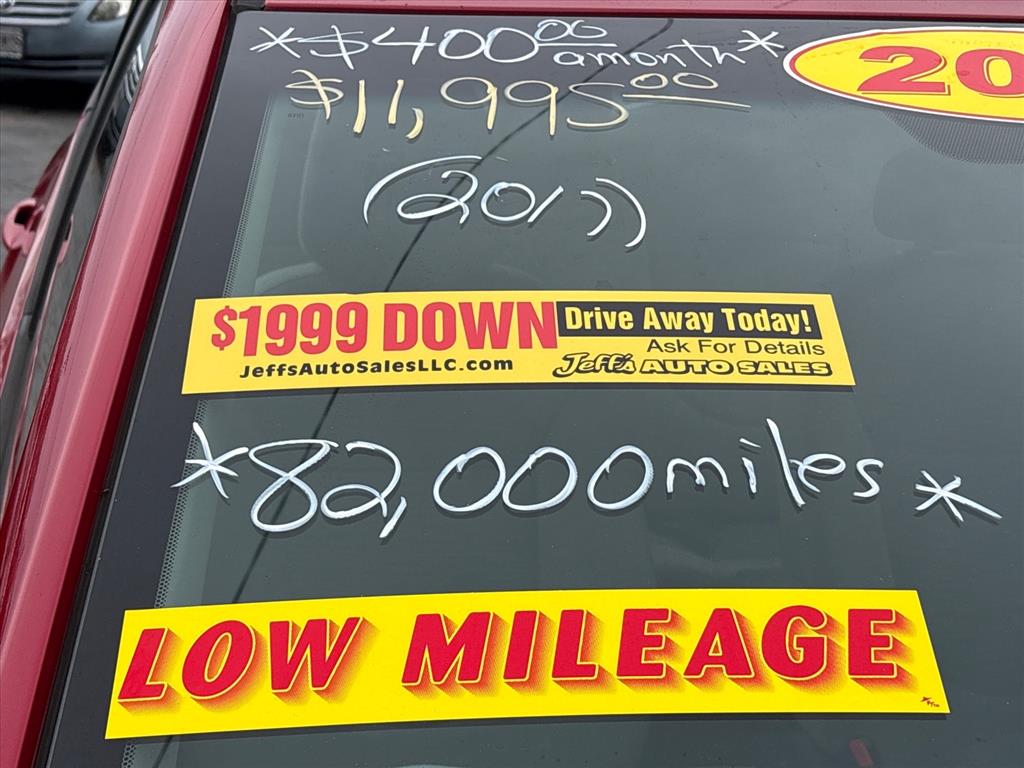 *$400.00 a month*
20
$11,995.00
(2017)
$1999 DOWN Drive Away Today!
Ask For Details
JeffsAutoSalesLLC.com Jeff's AUTO SALES
*82,000 miles*
LOW MILEAGE